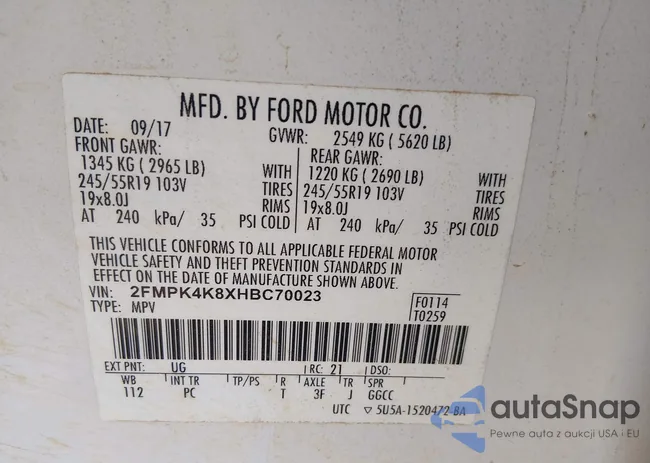 MFD. BY FORD MOTOR CO.
DATE: 09/17 GVWR: 2549 KG ( 5620 LB)
FRONT GAWR: REAR GAWR:
1345 KG ( 2965 LB) WITH 1220 KG ( 2690 LB) WITH
245/55R19 103V TIRES 245/55R19 103V TIRES
19x8.0J RIMS 19x8.0J RIMS
AT 240 kPa/ 35 PSI COLD AT 240 kPa/ 35 PSI COLD
THIS VEHICLE CONFORMS TO ALL APPLICABLE FEDERAL MOTOR
VEHICLE SAFETY AND THEFT PREVENTION STANDARDS IN
EFFECT ON THE DATE OF MANUFACTURE SHOWN ABOVE.
VIN: 2FMPK4K8XHBC70023 F0114
TYPE: MPV T0259
EXT PNT: UG RC: 21 DSO:
WB INT TR TP/PS R AXLE TR SPR
112 PC T 3F J GGCC
UTC ▽ 5U5A-1520472-BA
autaSnap
Pewne auta z aukcji USA i EU